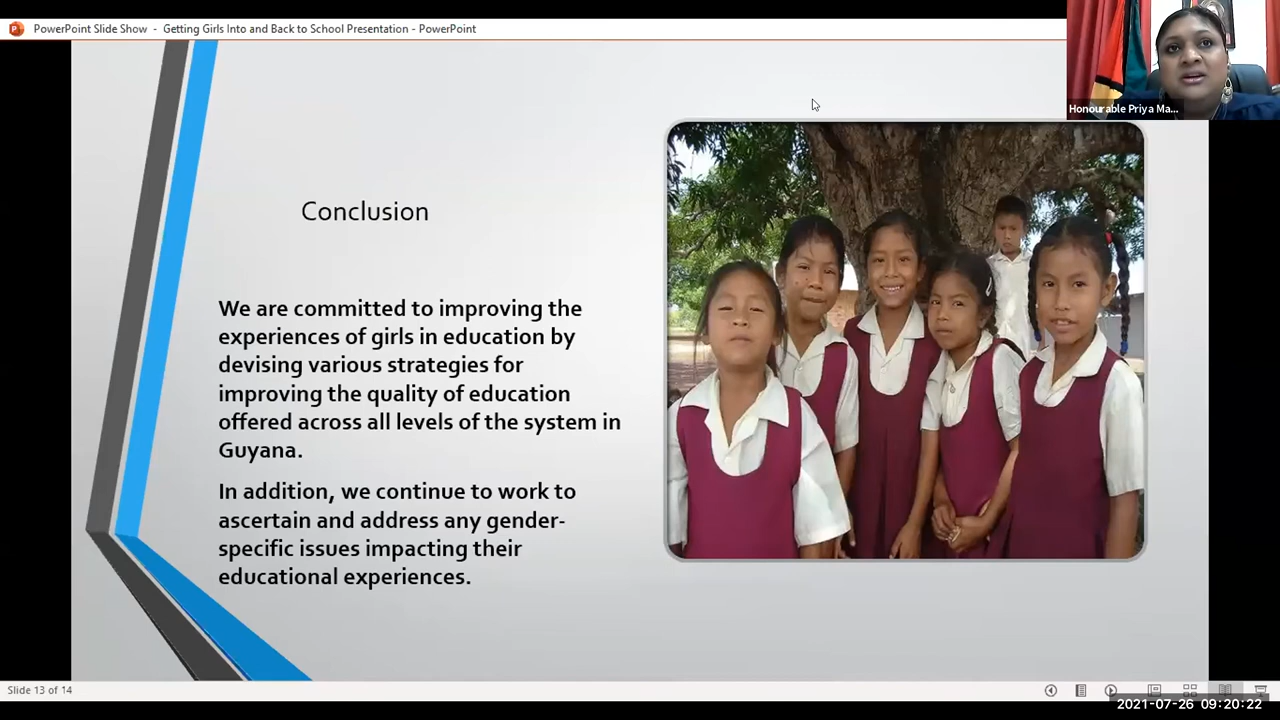 PowerPoint Slide Show - Getting Girls Into and Back to School Presentation - PowerPoint
Honourable Priya Ma...
Conclusion
We are committed to improving the
experiences of girls in education by
devising various strategies for
improving the quality of education
offered across all levels of the system in
Guyana.
In addition, we continue to work to
ascertain and address any gender-
specific issues impacting their
educational experiences.
Slide 13 of 14
2021-07-26 09:20:22